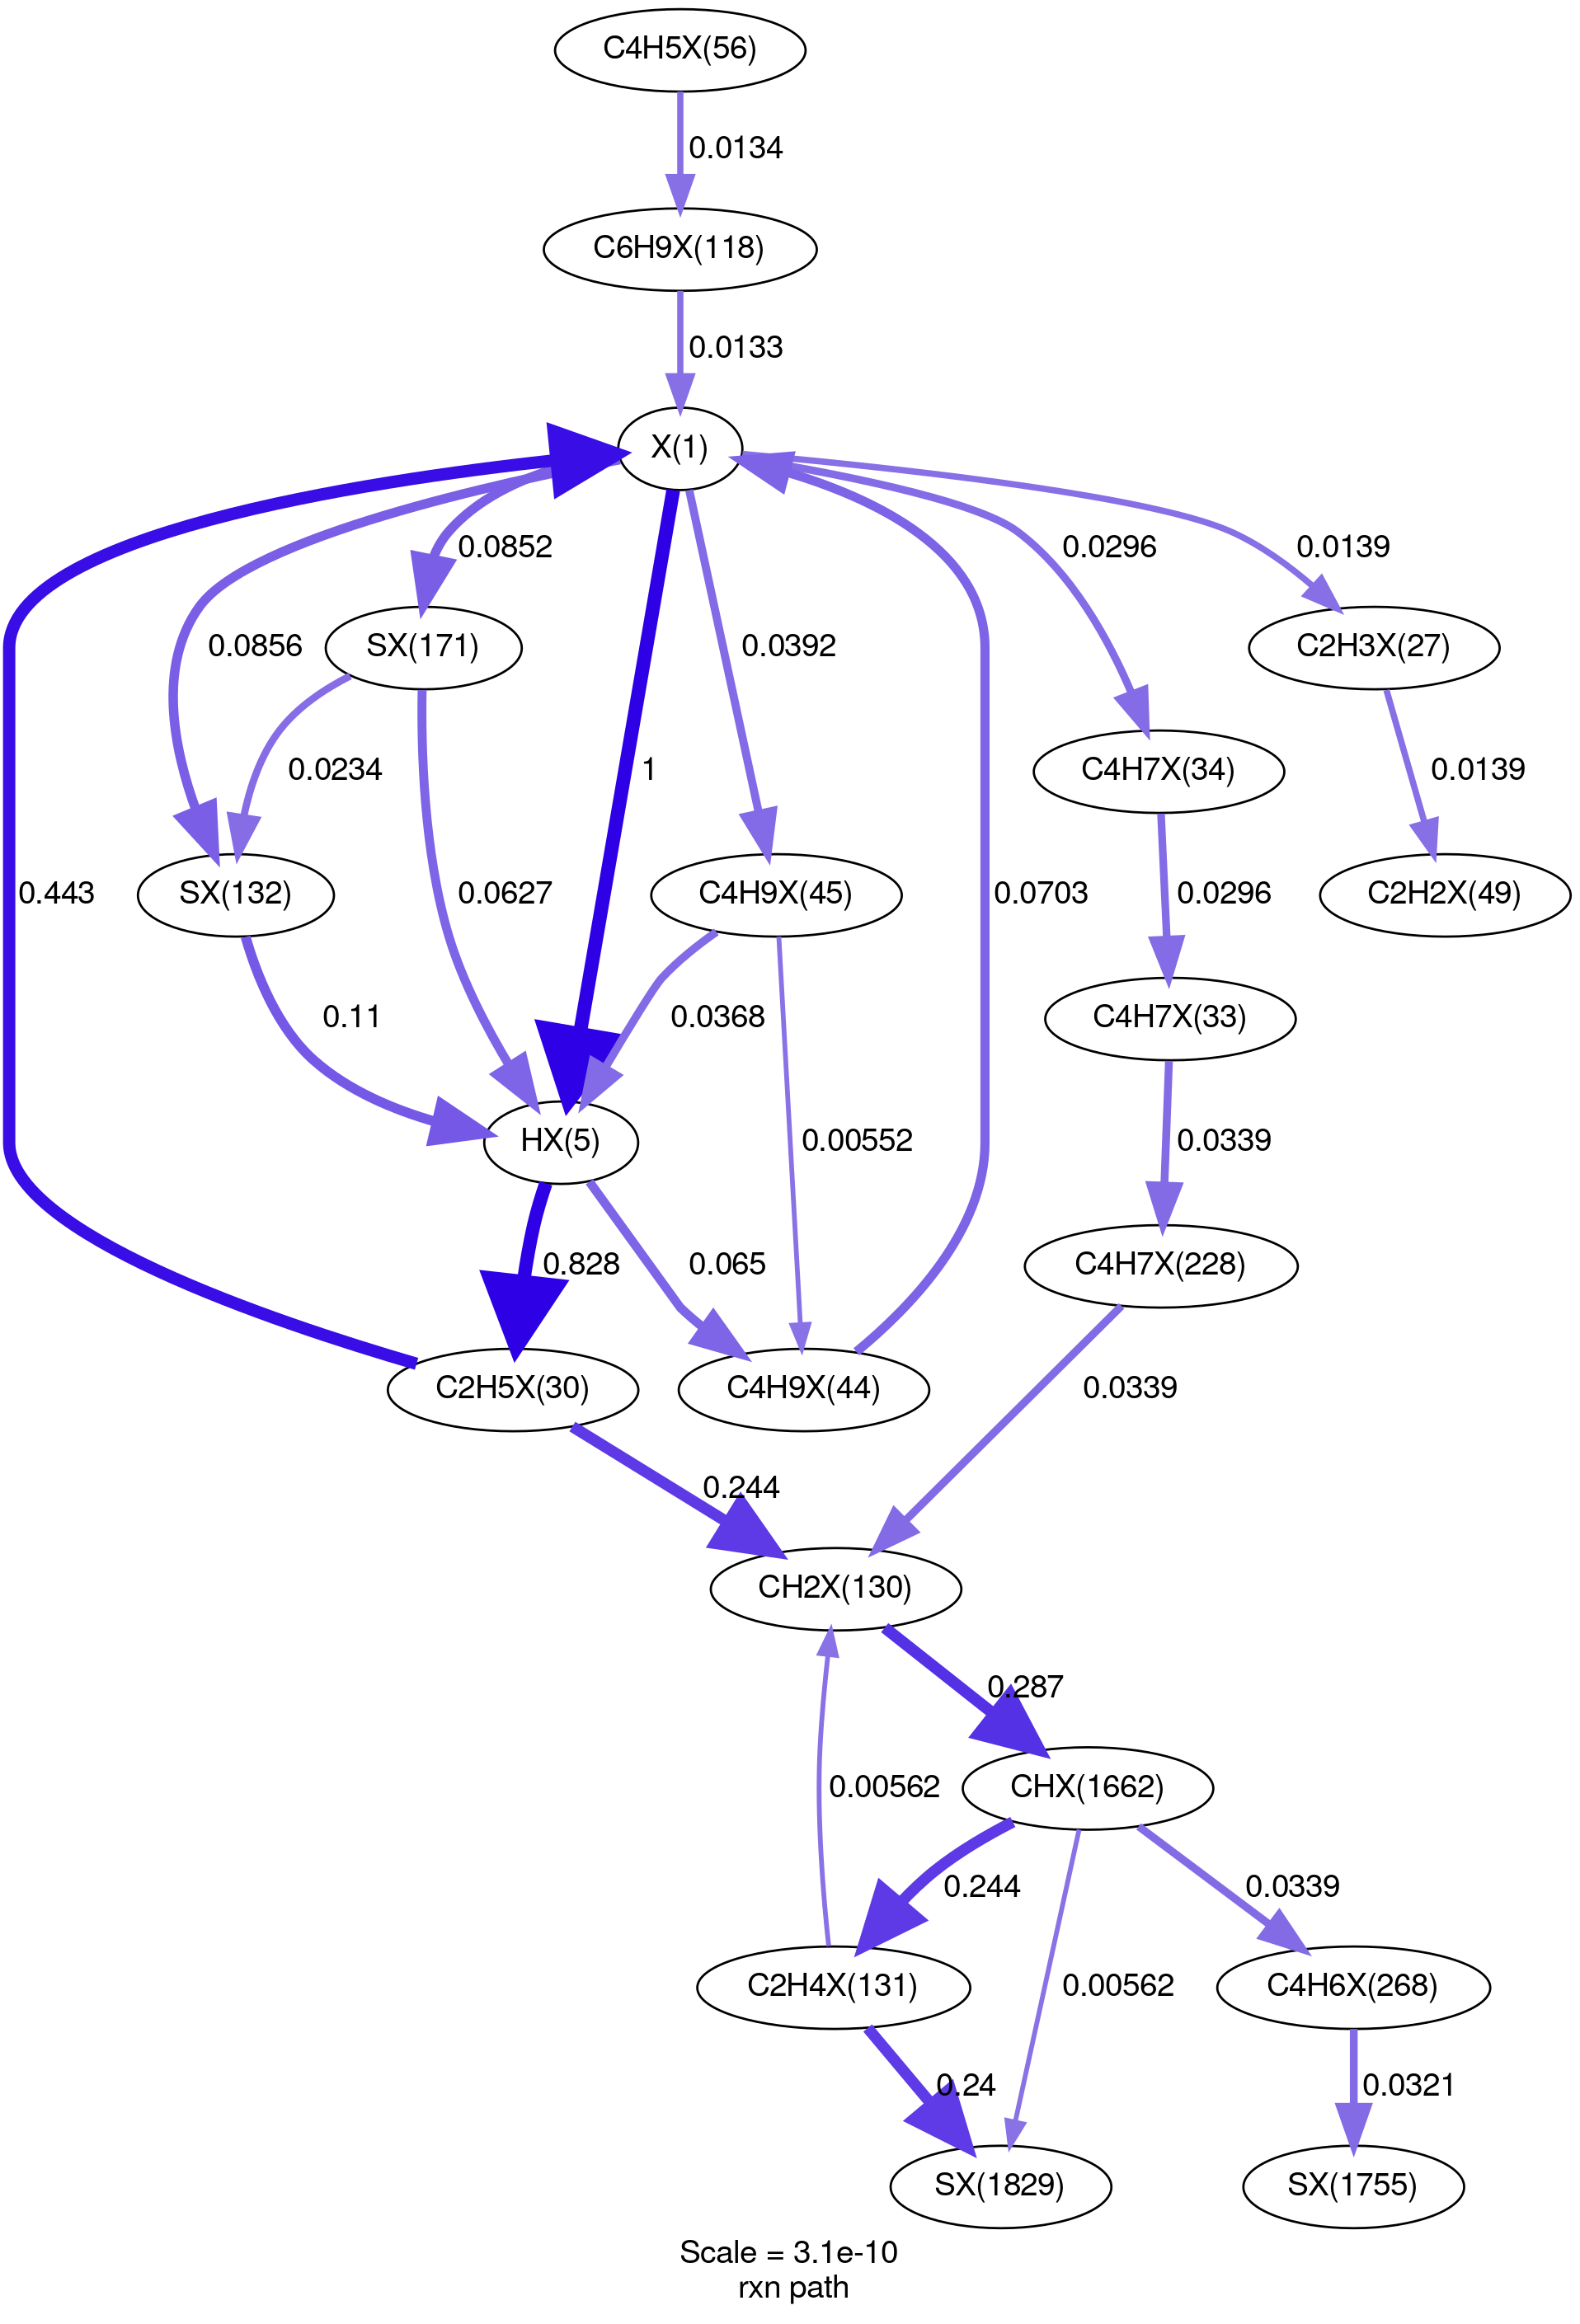 C4H5X(56)
0.0134
C6H9X(118)
0.0133
X(1)
0.0852
0.0296
0.0139
0.0856
SX(171)
0.0392
C2H3X(27)
0.0234
1
C4H7X(34)
0.0139
0.443
SX(132)
0.0627
C4H9X(45)
0.0703
0.0296
C2H2X(49)
0.11
0.0368
C4H7X(33)
HX(5)
0.00552
0.0339
0.828
0.065
C4H7X(228)
C2H5X(30)
C4H9X(44)
0.0339
0.244
CH2X(130)
0.287
0.00562
CHX(1662)
0.244
0.0339
C2H4X(131)
0.00562
C4H6X(268)
0.24
0.0321
SX(1829)
SX(1755)
Scale = 3.1e-10
rxn path